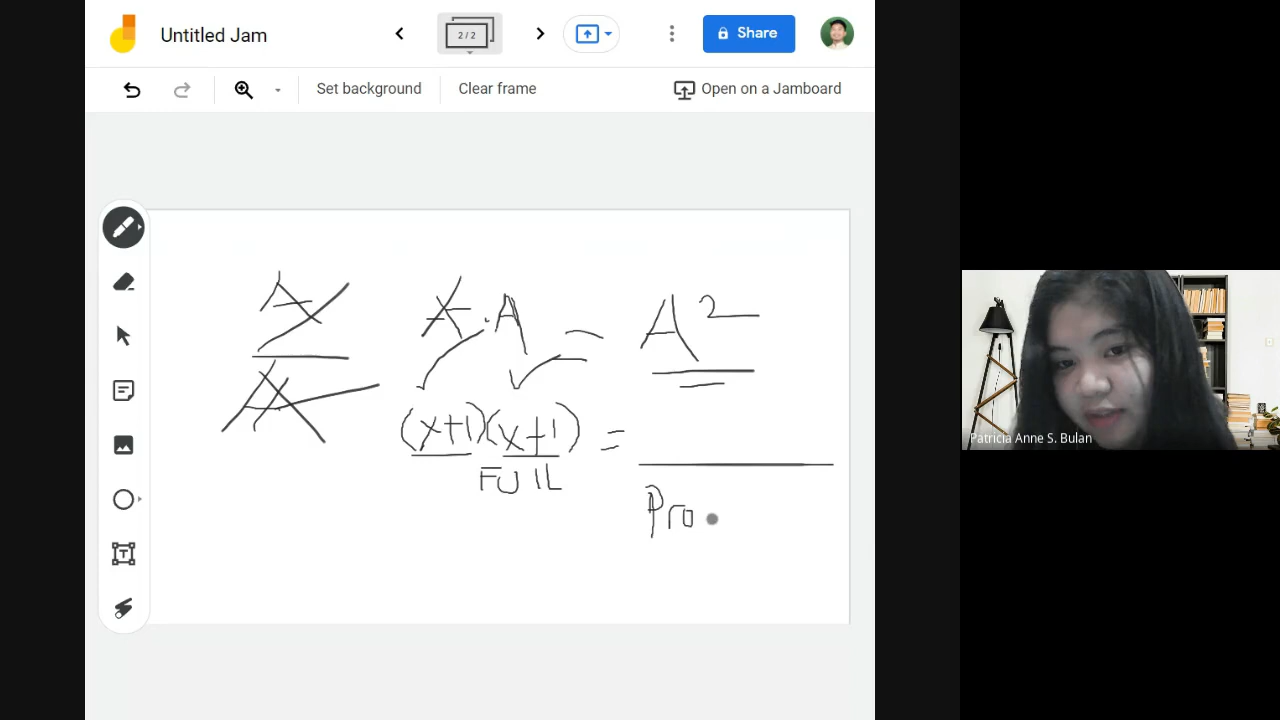 Untitled Jam
2 / 2
Share
Set background
Clear frame
Open on a Jamboard
A
A
A . A = A²
(x+1)(x+1) =
FUIL
Pro
Patricia Anne S. Bulan